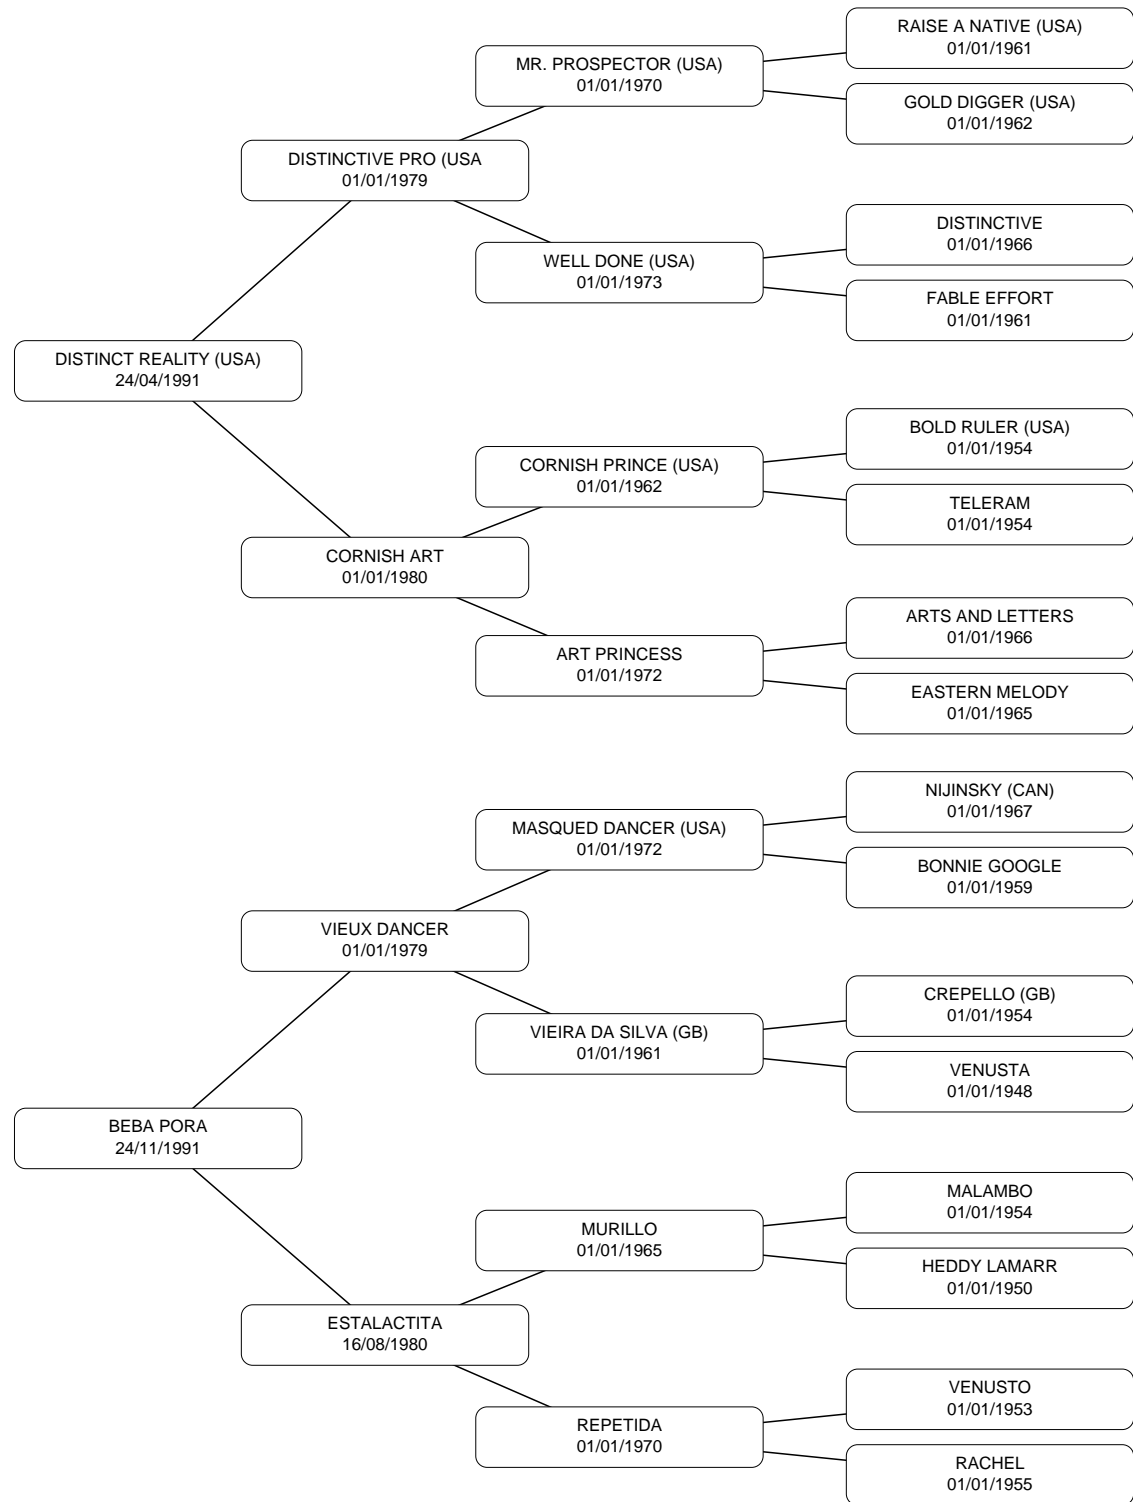 RAISE A NATIVE (USA)
01/01/1961
MR. PROSPECTOR (USA)
01/01/1970
GOLD DIGGER (USA)
01/01/1962
DISTINCTIVE PRO (USA
01/01/1979
DISTINCTIVE
01/01/1966
WELL DONE (USA)
01/01/1973
FABLE EFFORT
01/01/1961
DISTINCT REALITY (USA)
24/04/1991
BOLD RULER (USA)
01/01/1954
CORNISH PRINCE (USA)
01/01/1962
TELERAM
01/01/1954
CORNISH ART
01/01/1980
ARTS AND LETTERS
01/01/1966
ART PRINCESS
01/01/1972
EASTERN MELODY
01/01/1965
NIJINSKY (CAN)
01/01/1967
MASQUED DANCER (USA)
01/01/1972
BONNIE GOOGLE
01/01/1959
VIEUX DANCER
01/01/1979
CREPELLO (GB)
01/01/1954
VIEIRA DA SILVA (GB)
01/01/1961
VENUSTA
01/01/1948
BEBA PORA
24/11/1991
MALAMBO
01/01/1954
MURILLO
01/01/1965
HEDDY LAMARR
01/01/1950
ESTALACTITA
16/08/1980
VENUSTO
01/01/1953
REPETIDA
01/01/1970
RACHEL
01/01/1955